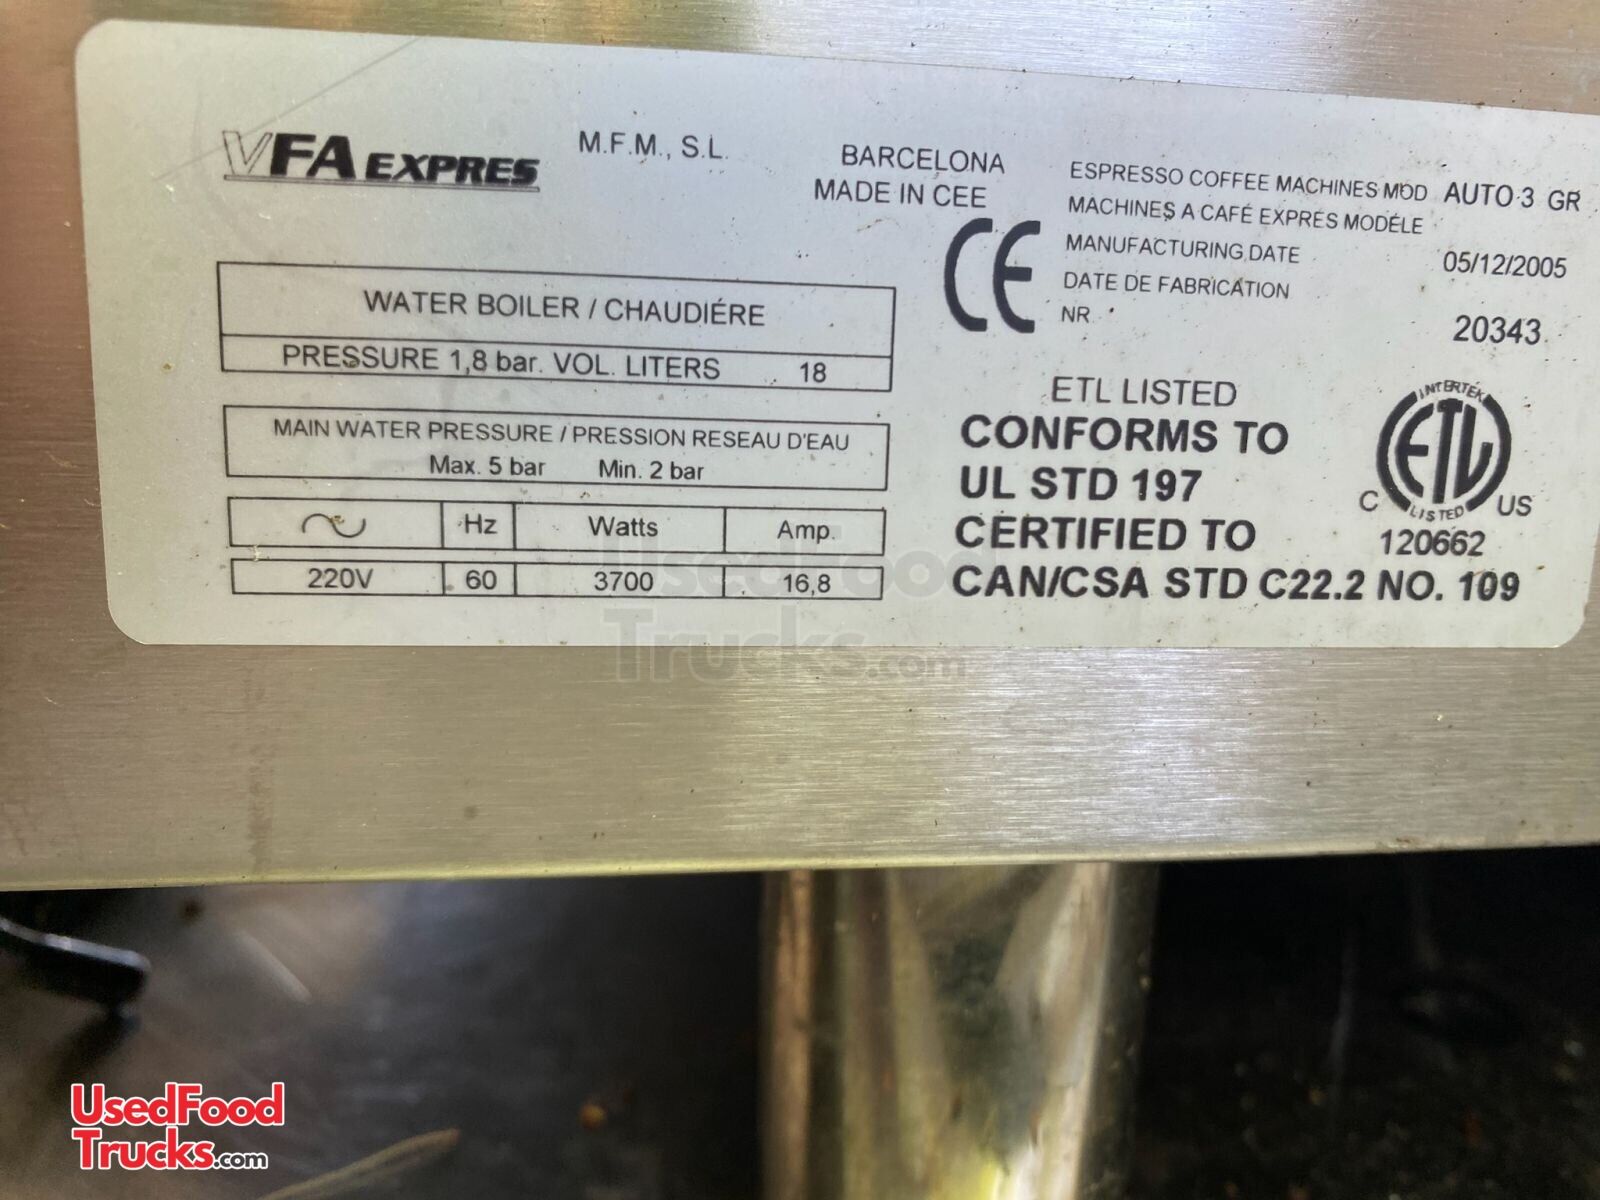 VFA EXPRES
M.F.M., S.L.
BARCELONA
MADE IN CEE
CE
ESPRESSO COFFEE MACHINES MOD AUTO 3 GR
MACHINES A CAFÉ EXPRES MODÉLE
MANUFACTURING DATE
DATE DE FABRICATION
05/12/2005
NR.
20343
WATER BOILER / CHAUDIÉRE
PRESSURE 1,8 bar. VOL. LITERS 18
MAIN WATER PRESSURE / PRESSION RESEAU D'EAU
Max. 5 bar Min. 2 bar
Hz Watts Amp.
220V 60 3700 16,8
ETL LISTED
CONFORMS TO
UL STD 197
CERTIFIED TO
CAN/CSA STD C22.2 NO. 109
INTERTEK
ETL
LISTED
C US
120662
UsedFood
Trucks.com
UsedFood
Trucks.com